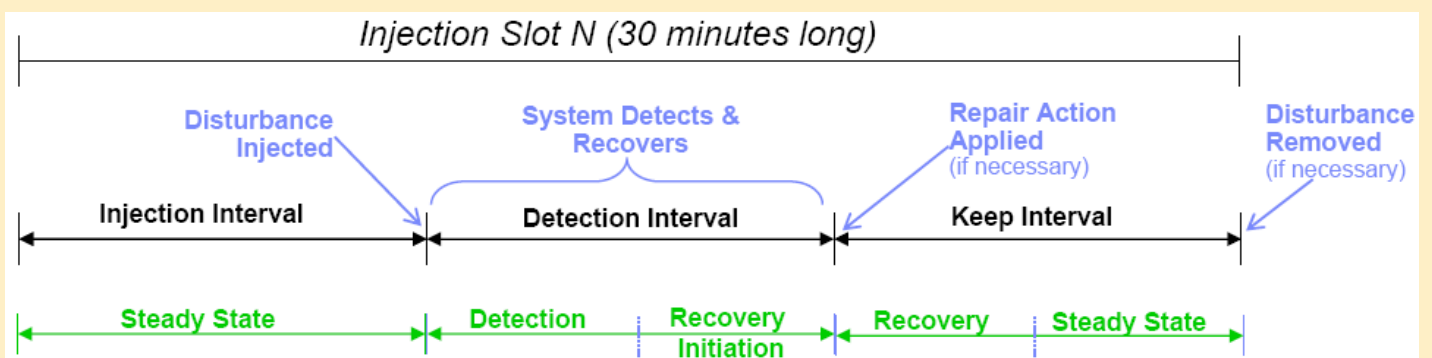 Injection Slot N (30 minutes long)
Disturbance
Injected
System Detects &
Recovers
Repair Action
Applied
(if necessary)
Disturbance
Removed
(if necessary)
Injection Interval
Detection Interval
Keep Interval
Steady State
Detection
Recovery
Initiation
Recovery
Steady State